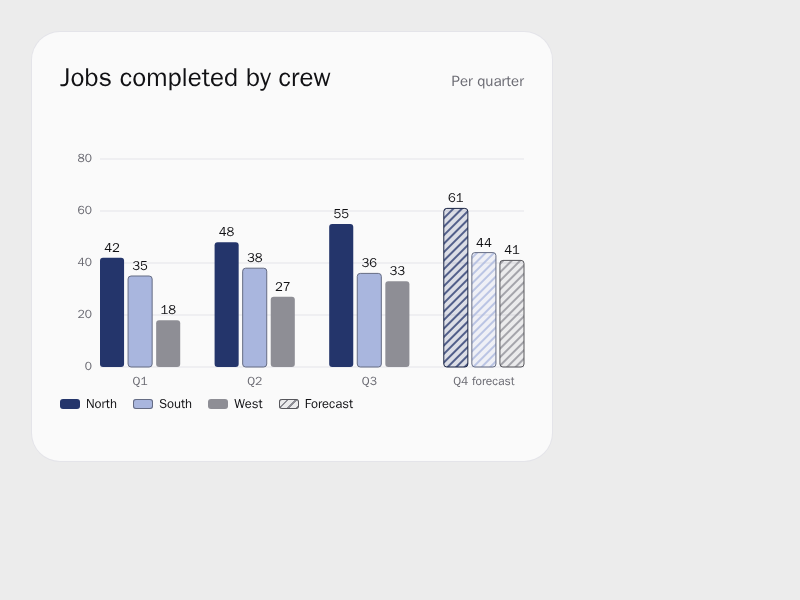 Jobs completed by crew
Per quarter
80
60
40
20
0
42
35
18
48
38
27
55
36
33
61
44
41
Q1
Q2
Q3
Q4 forecast
North
South
West
Forecast